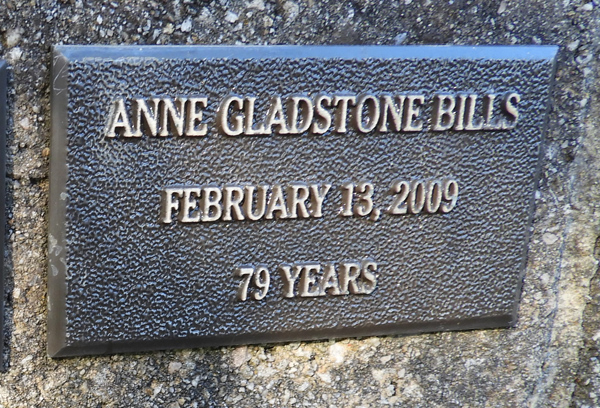 ANNE GLADSTONE BILLS
FEBRUARY 13, 2009
79 YEARS